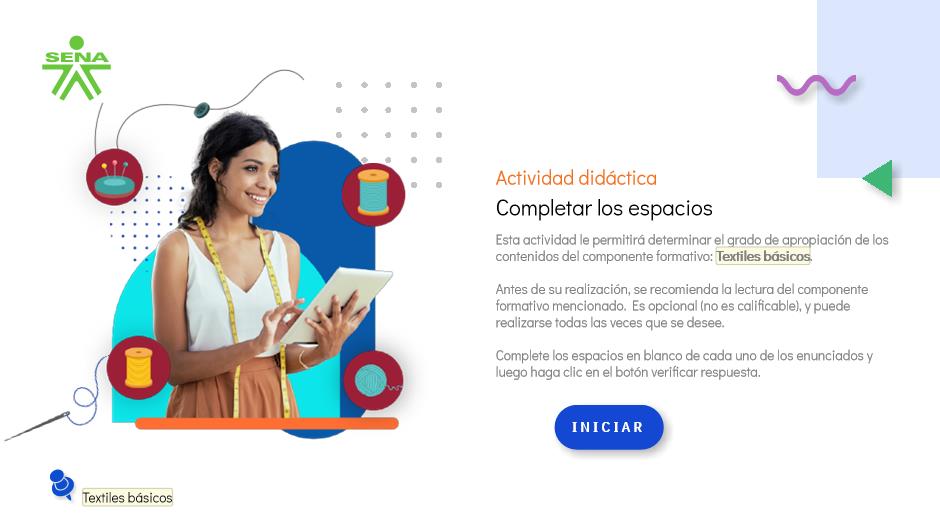 SENA
Actividad didáctica
Completar los espacios
Esta actividad le permitirá determinar el grado de apropiación de los
contenidos del componente formativo: Textiles básicos.
Antes de su realización, se recomienda la lectura del componente
formativo mencionado. Es opcional (no es calificable), y puede
realizarse todas las veces que se desee.
Complete los espacios en blanco de cada uno de los enunciados y
luego haga clic en el botón verificar respuesta.
INICIAR
Textiles básicos